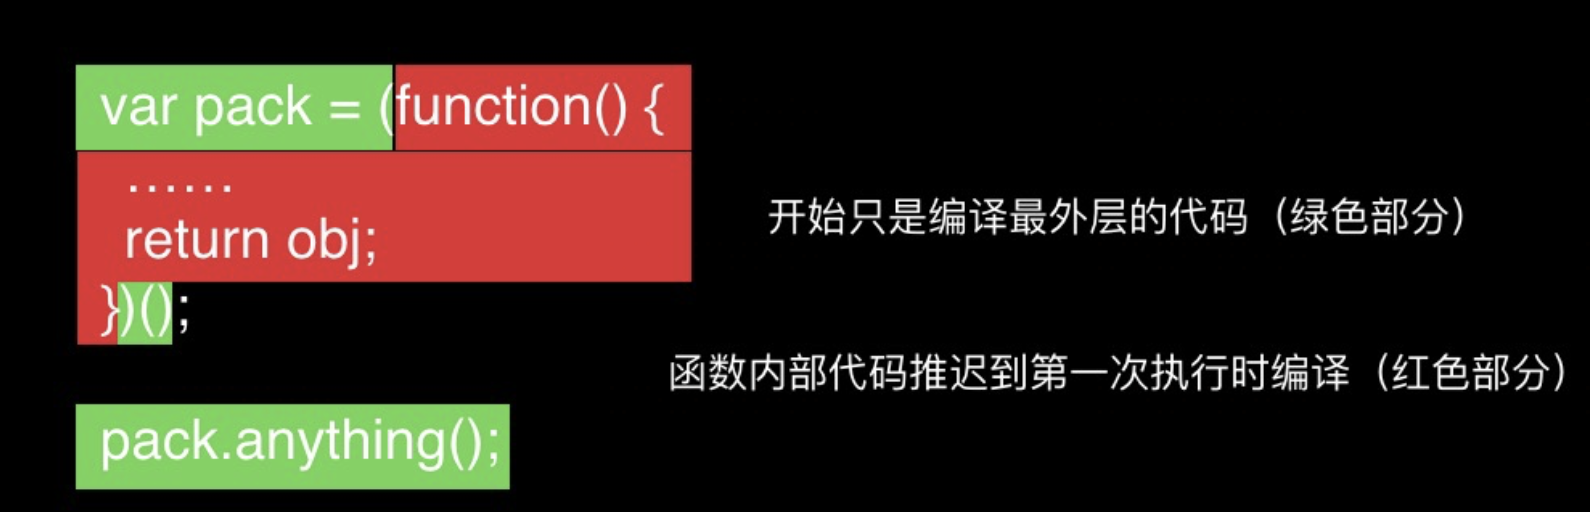 var pack = (function() {
......
return obj;
})();
pack.anything();
开始只是编译最外层的代码（绿色部分）
函数内部代码推迟到第一次执行时编译（红色部分）